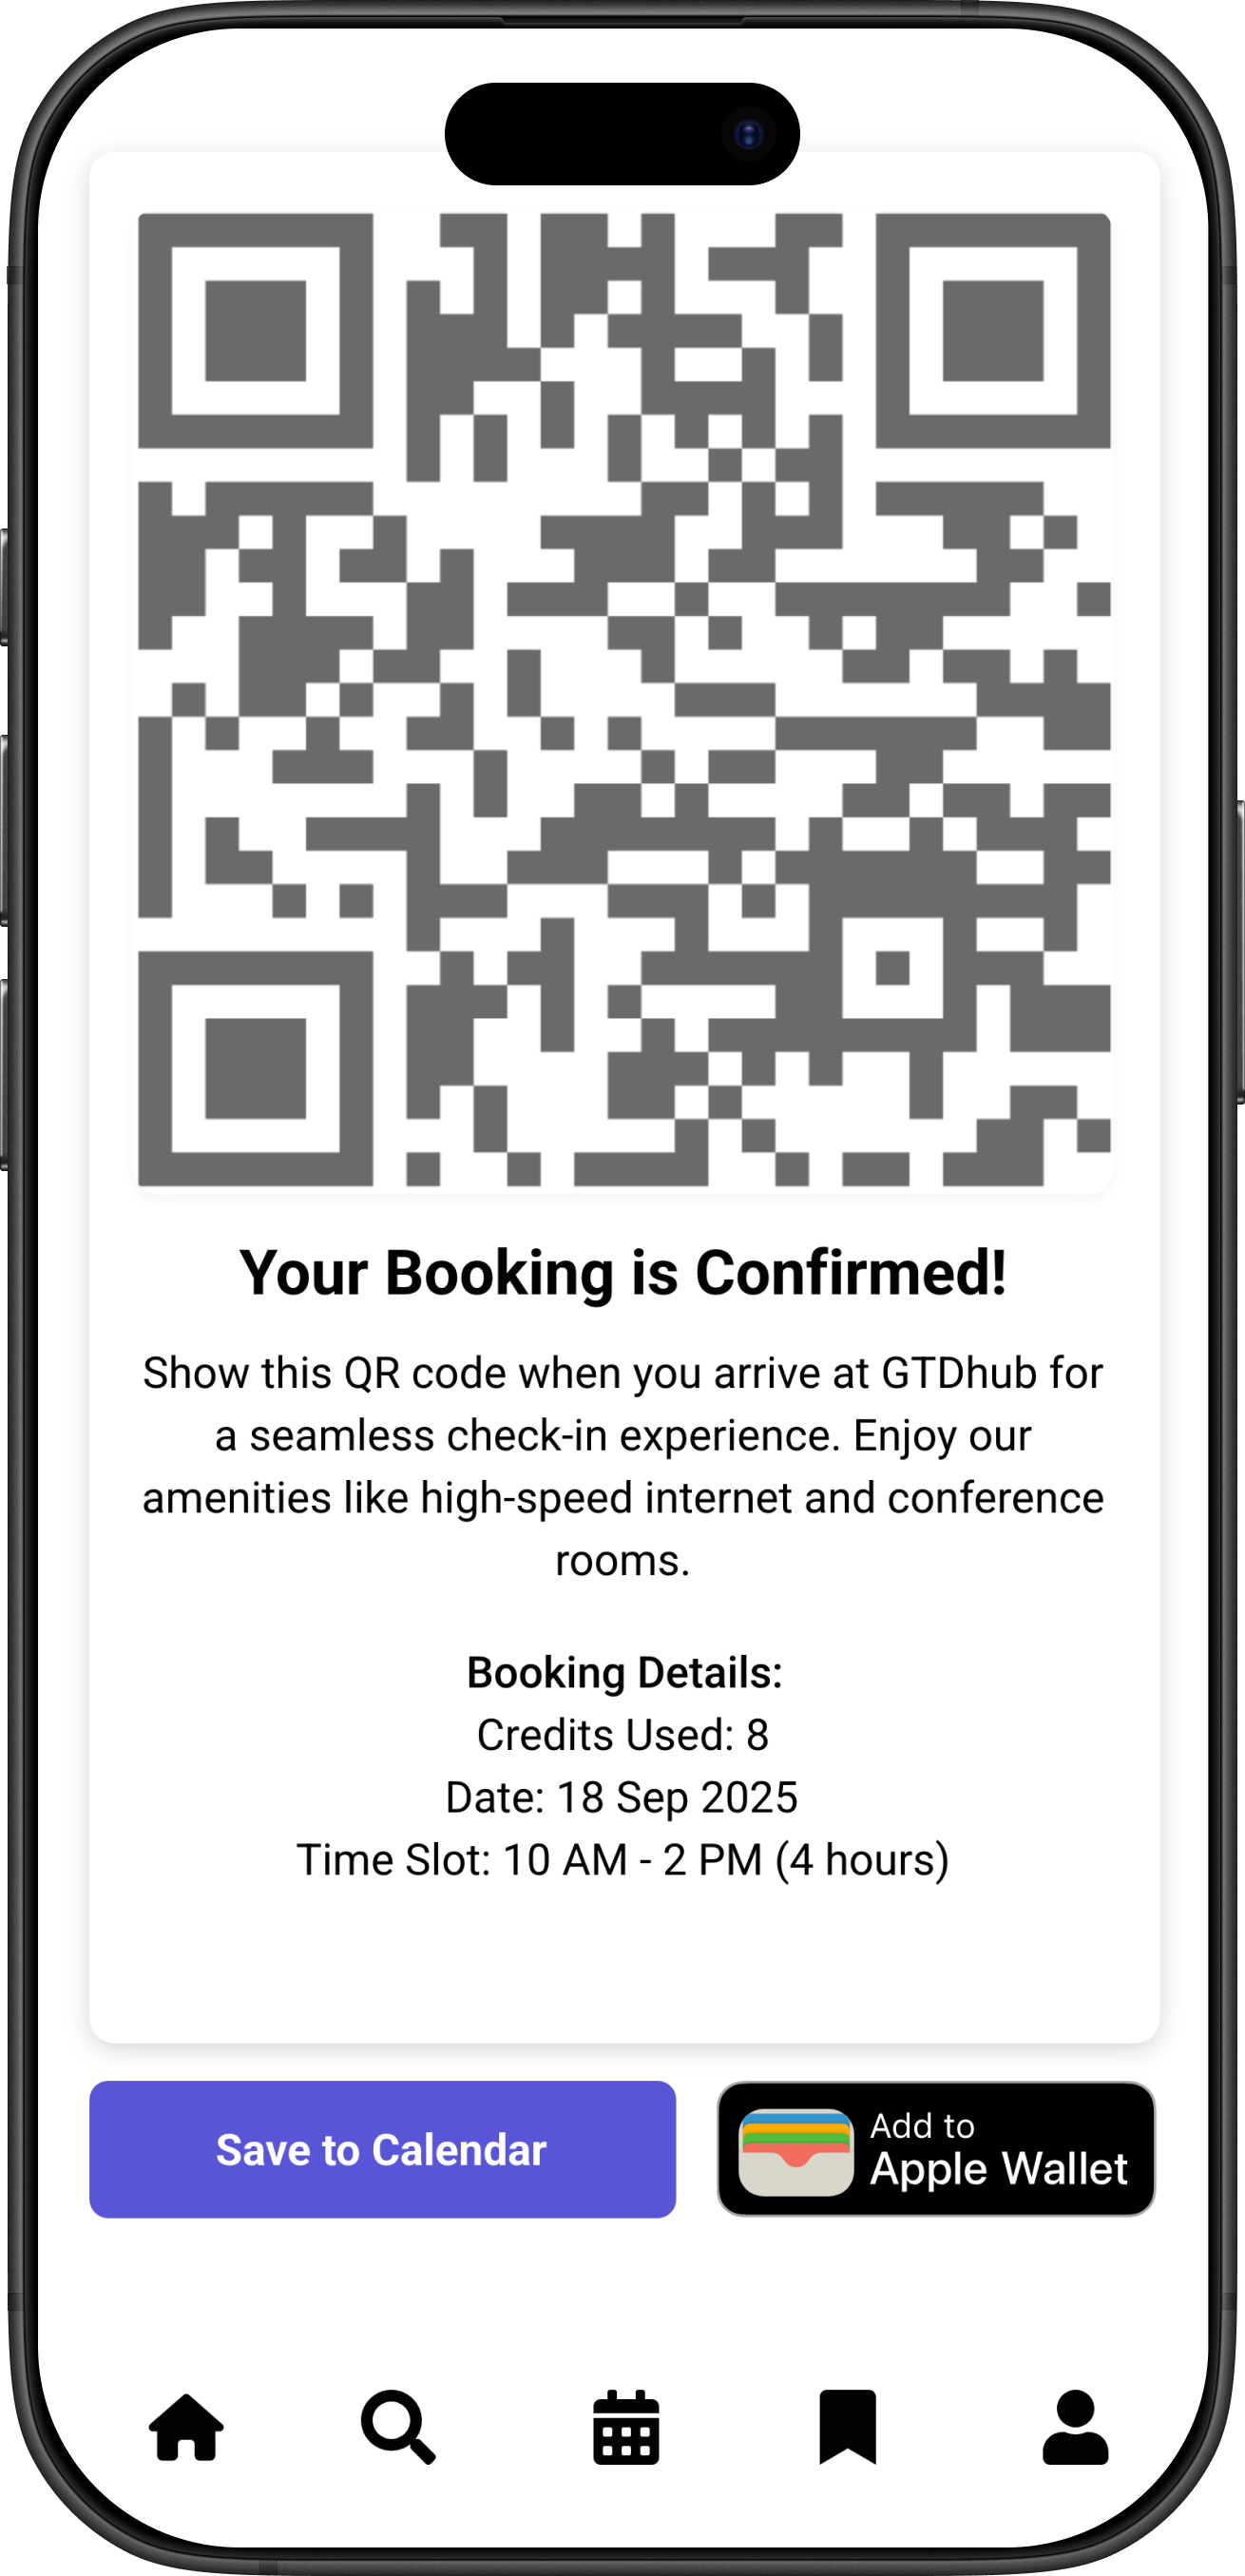 Your Booking is Confirmed!
Show this QR code when you arrive at GTDhub for
a seamless check-in experience. Enjoy our
amenities like high-speed internet and conference
rooms.
Booking Details:
Credits Used: 8
Date: 18 Sep 2025
Time Slot: 10 AM - 2 PM (4 hours)
Save to Calendar
Add to
Apple Wallet